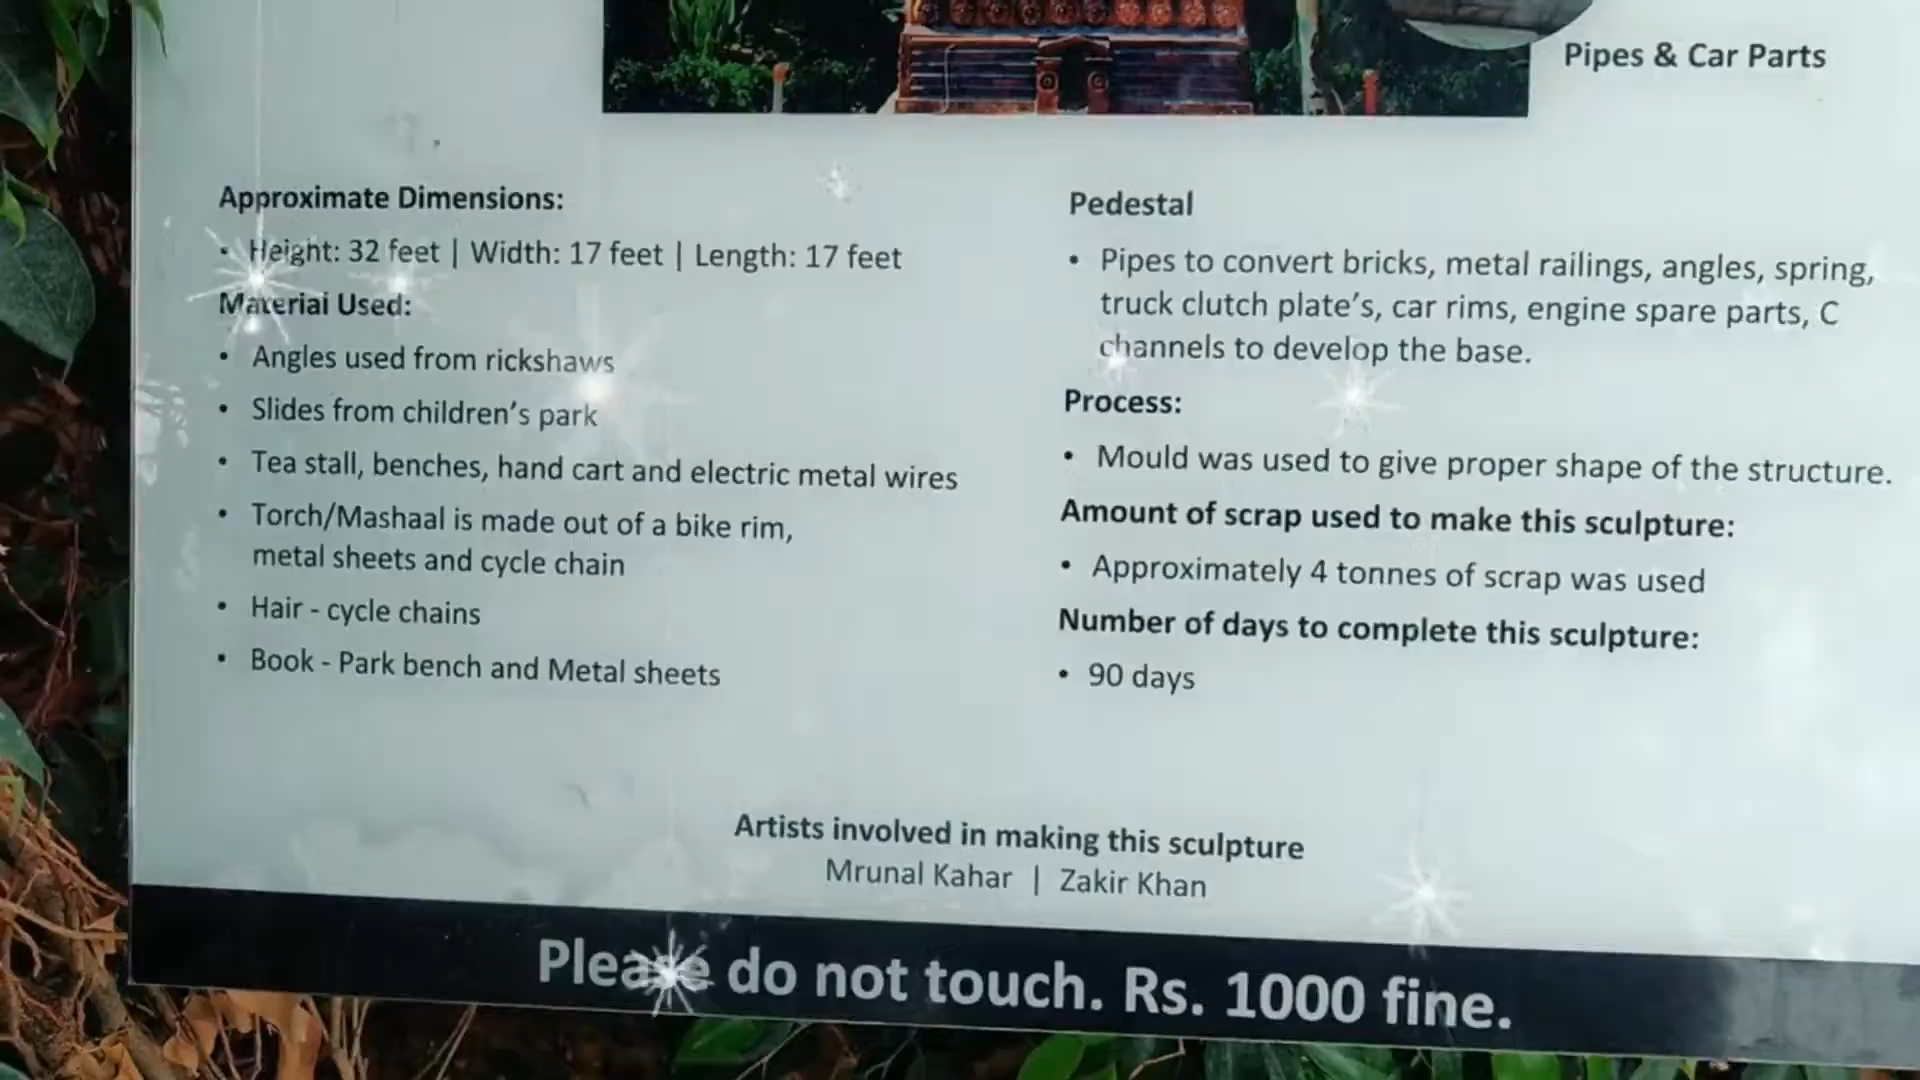 Pipes & Car Parts
Approximate Dimensions:
• Height: 32 feet | Width: 17 feet | Length: 17 feet
Material Used:
• Angles used from rickshaws
• Slides from children's park
• Tea stall, benches, hand cart and electric metal wires
• Torch/Mashaal is made out of a bike rim,
metal sheets and cycle chain
• Hair - cycle chains
• Book - Park bench and Metal sheets
Pedestal
• Pipes to convert bricks, metal railings, angles, spring,
truck clutch plate's, car rims, engine spare parts, C
channels to develop the base.
Process:
• Mould was used to give proper shape of the structure.
Amount of scrap used to make this sculpture:
• Approximately 4 tonnes of scrap was used
Number of days to complete this sculpture:
• 90 days
Artists involved in making this sculpture
Mrunal Kahar | Zakir Khan
Please do not touch. Rs. 1000 fine.